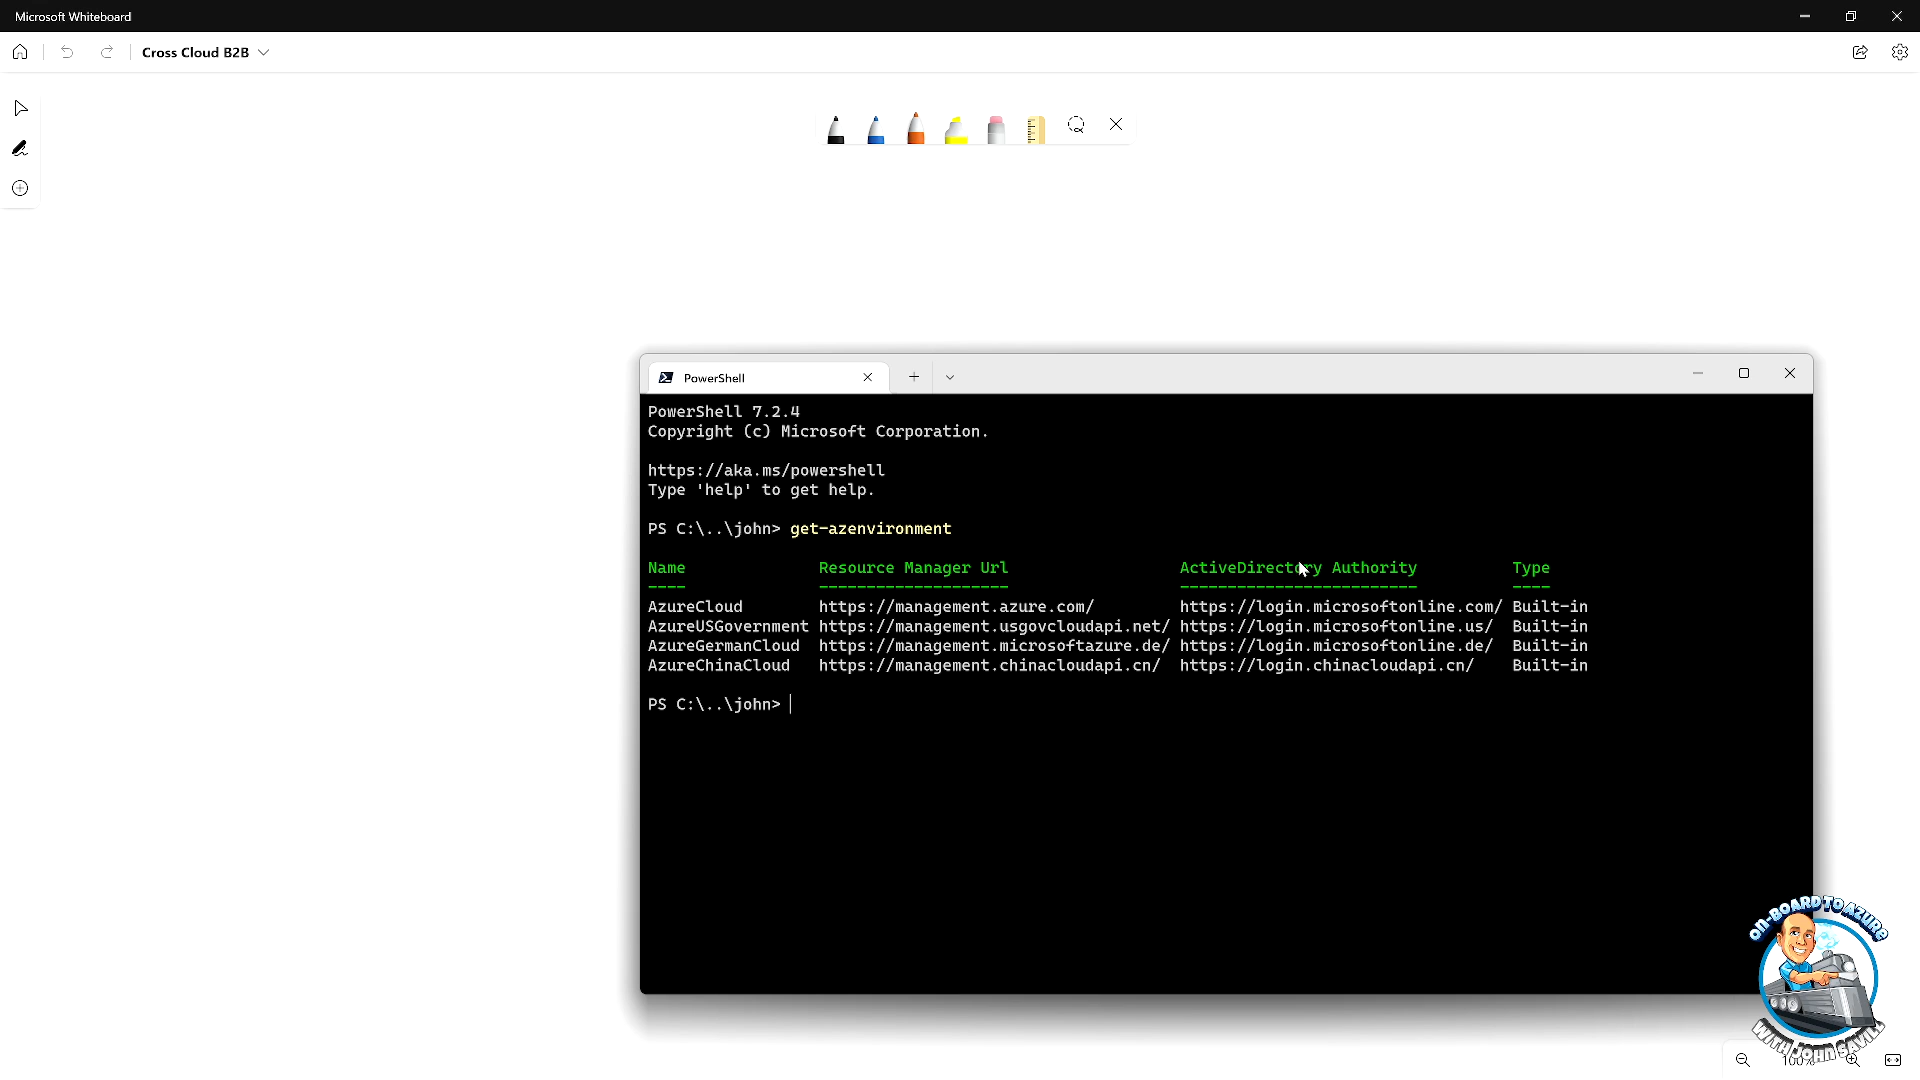 Microsoft Whiteboard
Cross Cloud B2B
PowerShell
PowerShell 7.2.4
Copyright (c) Microsoft Corporation.
https://aka.ms/powershell
Type 'help' to get help.
PS C:\..\john> get-azenvironment
Name Resource Manager Url ActiveDirectory Authority Type
---- -------------------- ------------------------- ----
AzureCloud https://management.azure.com/ https://login.microsoftonline.com/ Built-in
AzureUSGovernment https://management.usgovcloudapi.net/ https://login.microsoftonline.us/ Built-in
AzureGermanCloud https://management.microsoftazure.de/ https://login.microsoftonline.de/ Built-in
AzureChinaCloud https://management.chinacloudapi.cn/ https://login.chinacloudapi.cn/ Built-in
PS C:\..\john>
ON-BOARD TO AZURE
WITH JOHN SAVILL
100%